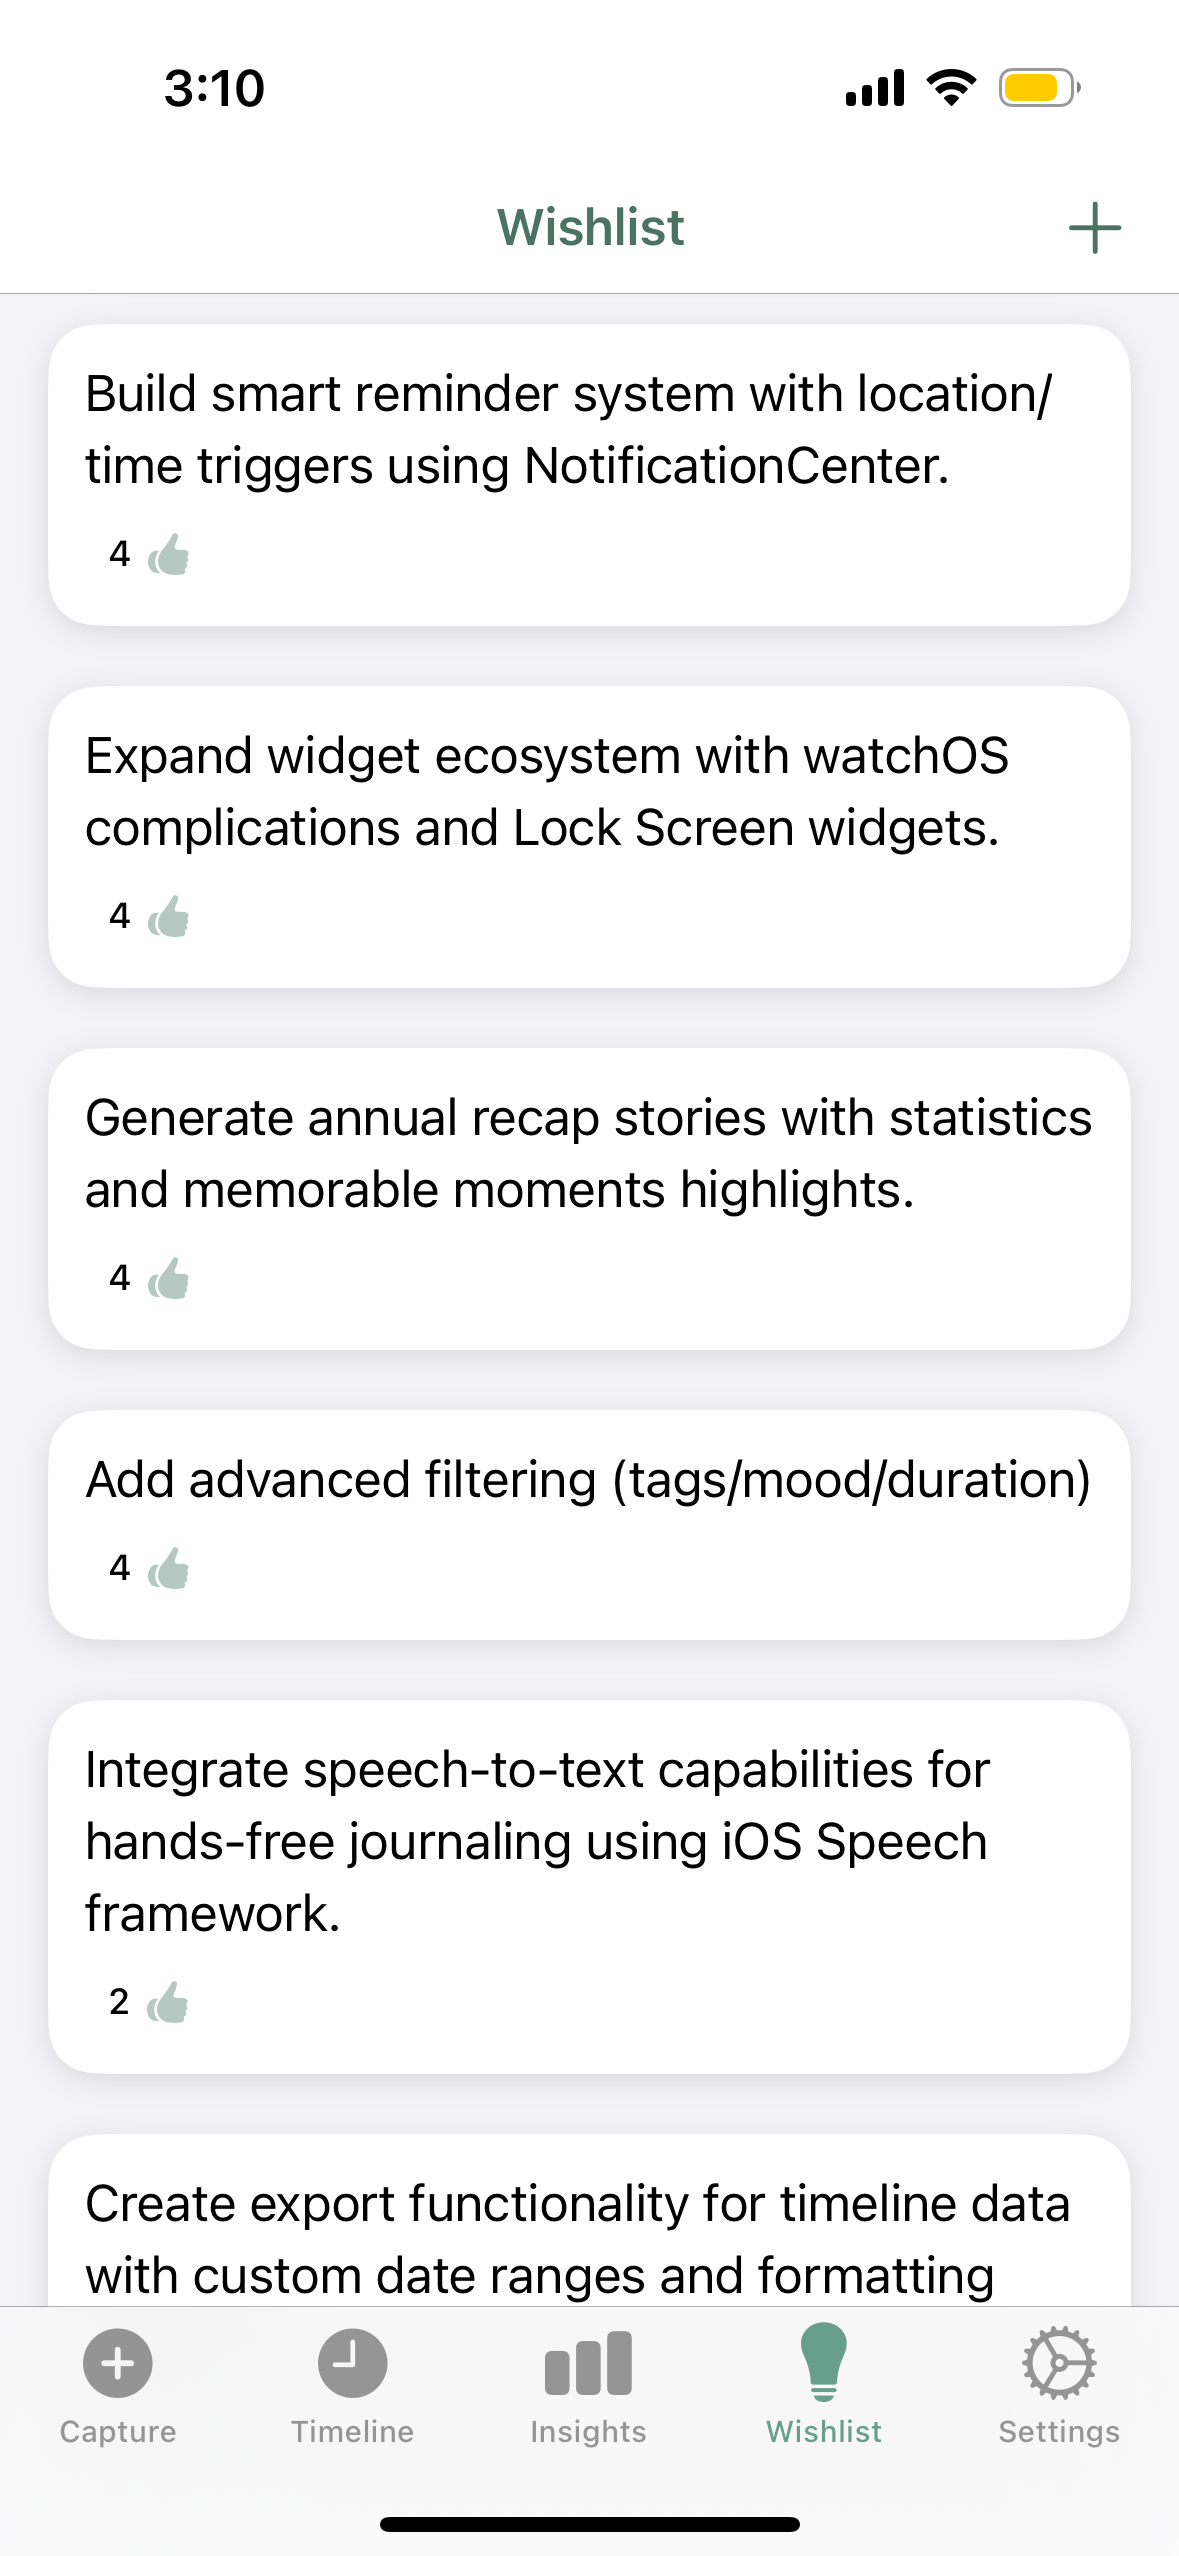 3:10
Wishlist
Build smart reminder system with location/
time triggers using NotificationCenter.
4
Expand widget ecosystem with watchOS
complications and Lock Screen widgets.
4
Generate annual recap stories with statistics
and memorable moments highlights.
4
Add advanced filtering (tags/mood/duration)
4
Integrate speech-to-text capabilities for
hands-free journaling using iOS Speech
framework.
2
Create export functionality for timeline data
with custom date ranges and formatting
Capture Timeline Insights Wishlist Settings